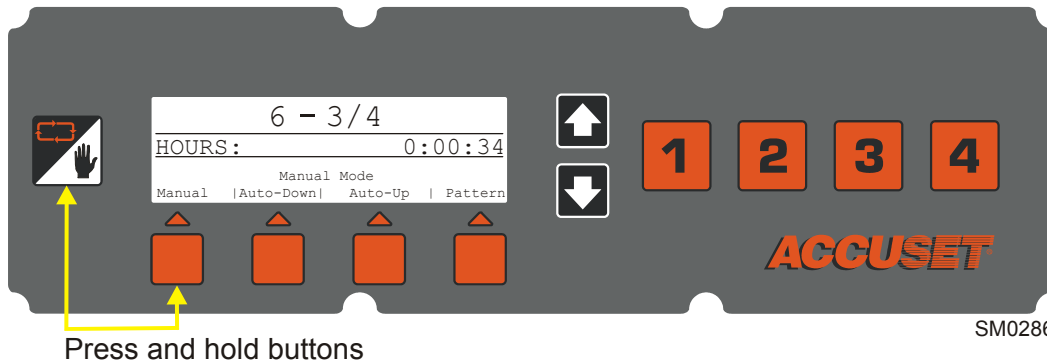 6 – 3/4
HOURS: 0:00:34
Manual Mode
Manual |Auto-Down| Auto-Up | Pattern
1 2 3 4
ACCUSET
SM0286
Press and hold buttons